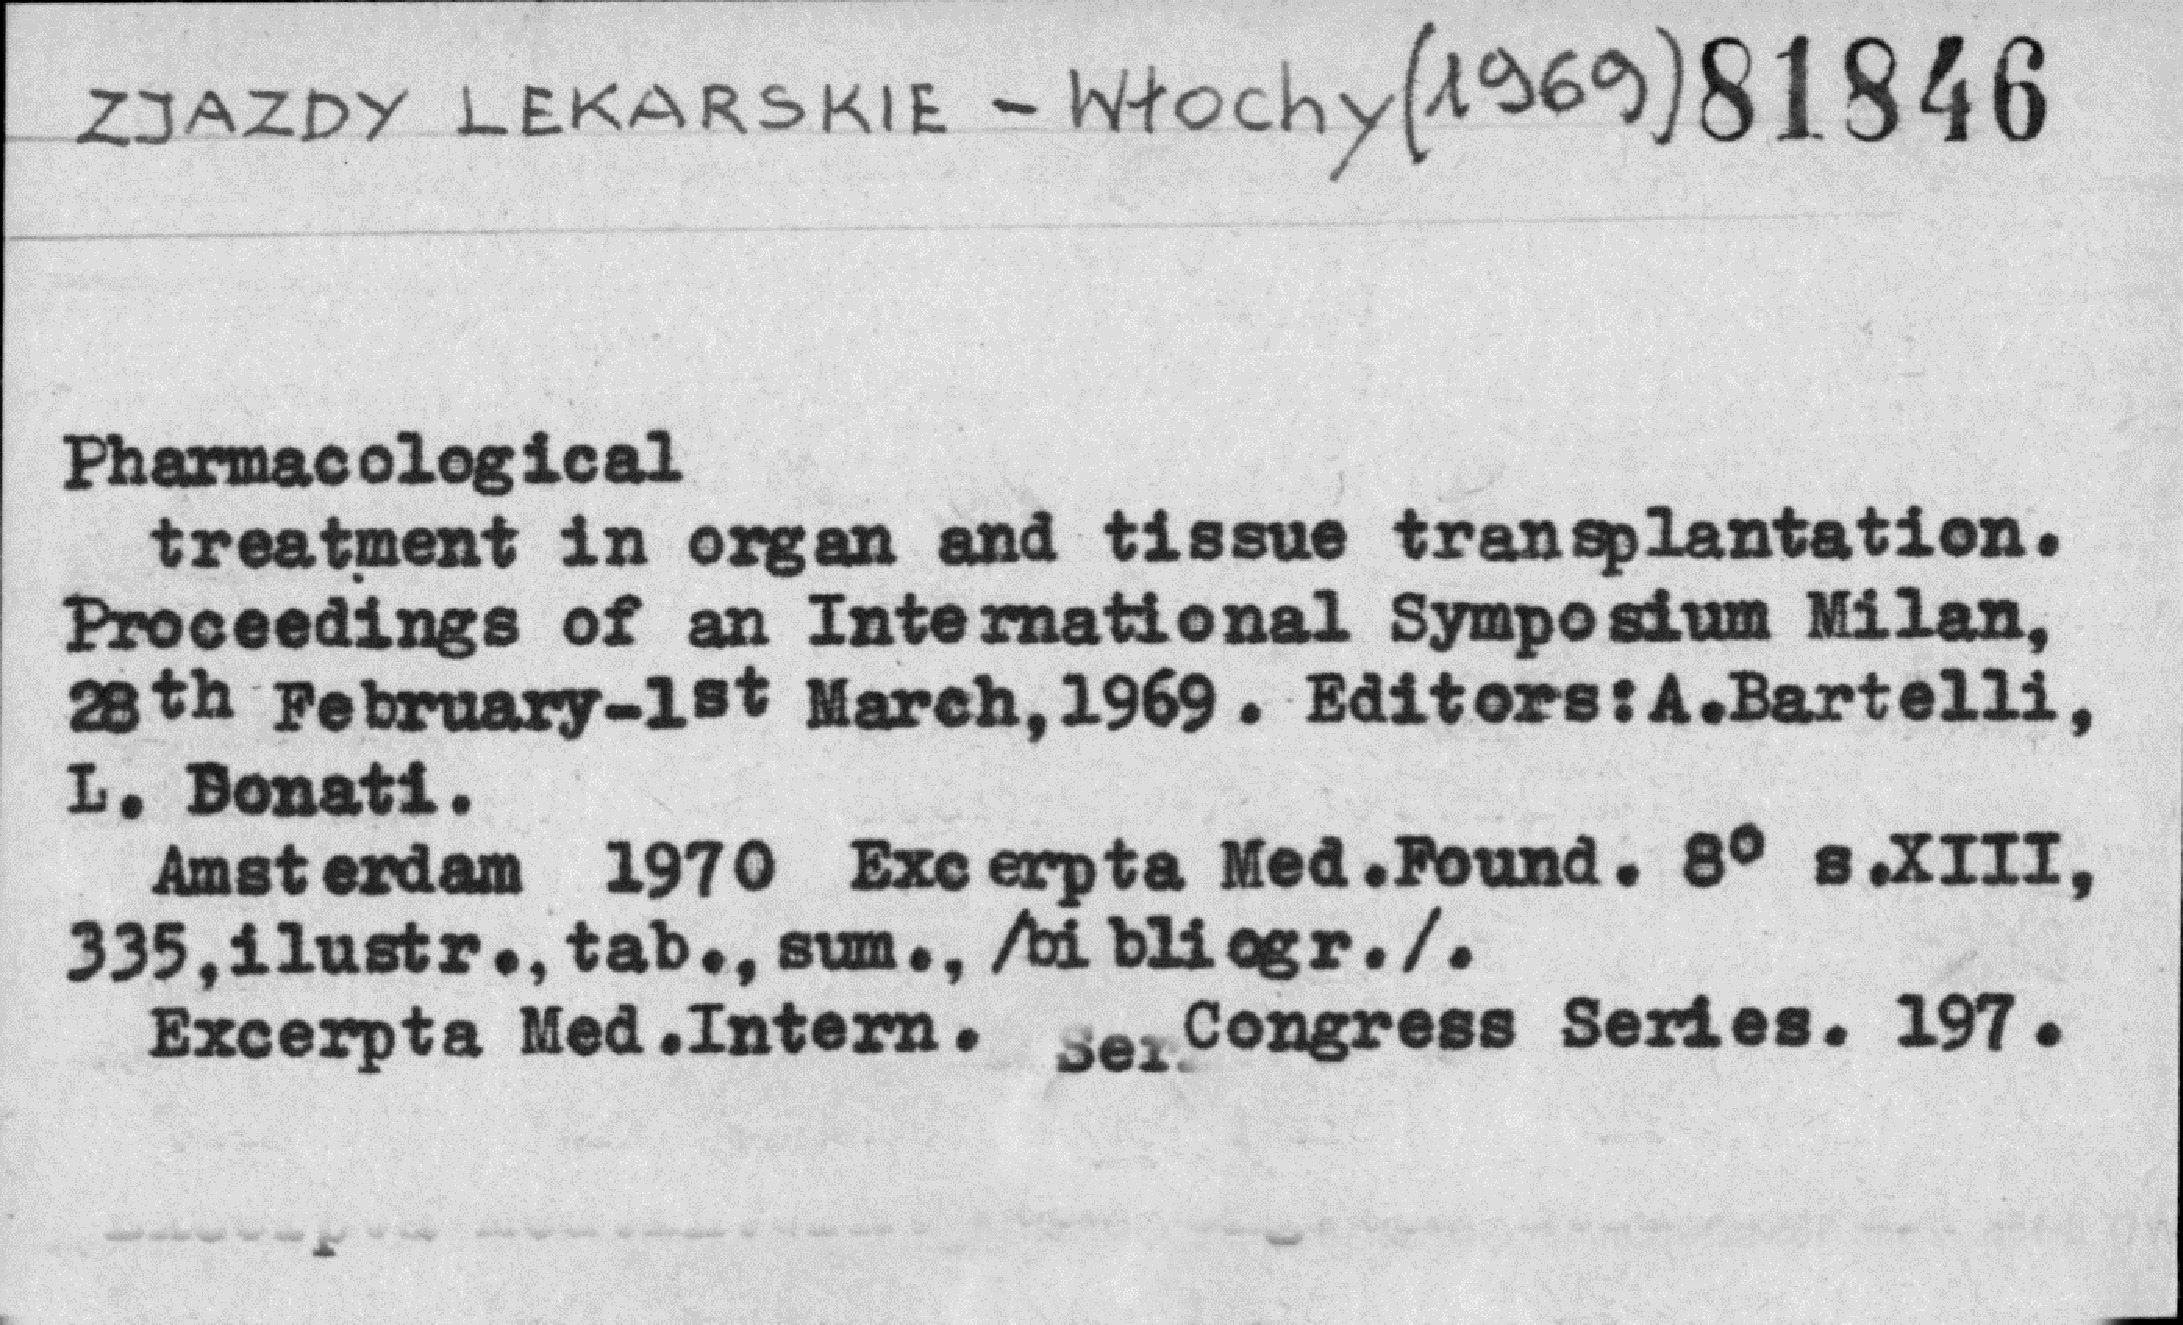 ZJAZDY LEKARSKIE - Włochy (1969) 81846
Pharmacological
treatment in organ and tissue transplantation.
Proceedings of an International Symposium Milan,
28th February-1st March,1969. Editors:A.Bartelli,
L. Donati.
Amsterdam 1970 Excerpta Med.Found. 8° s.XIII,
335,ilustr.,tab.,sum.,/bibliogr./.
Excerpta Med.Intern. Ser. Congress Series. 197.